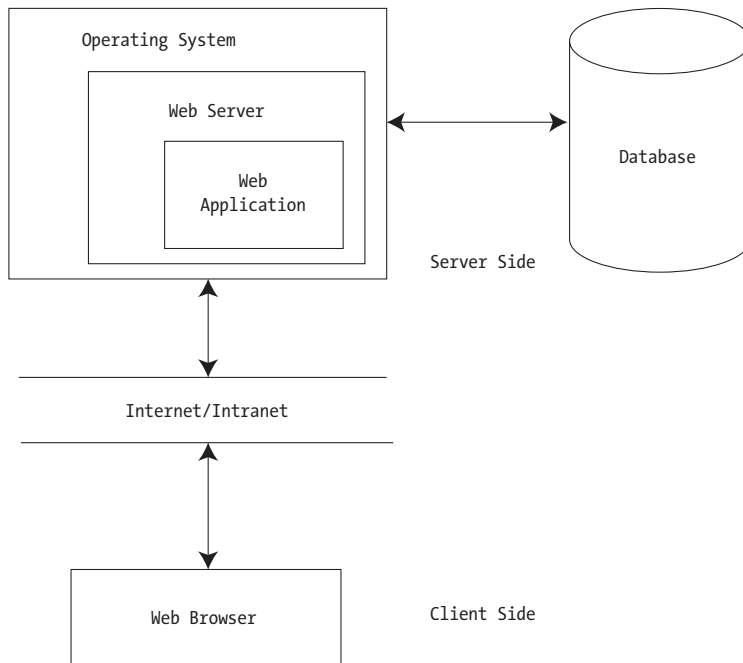 Operating System
Web Server
Web
Application
Database
Server Side
Internet/Intranet
Web Browser
Client Side